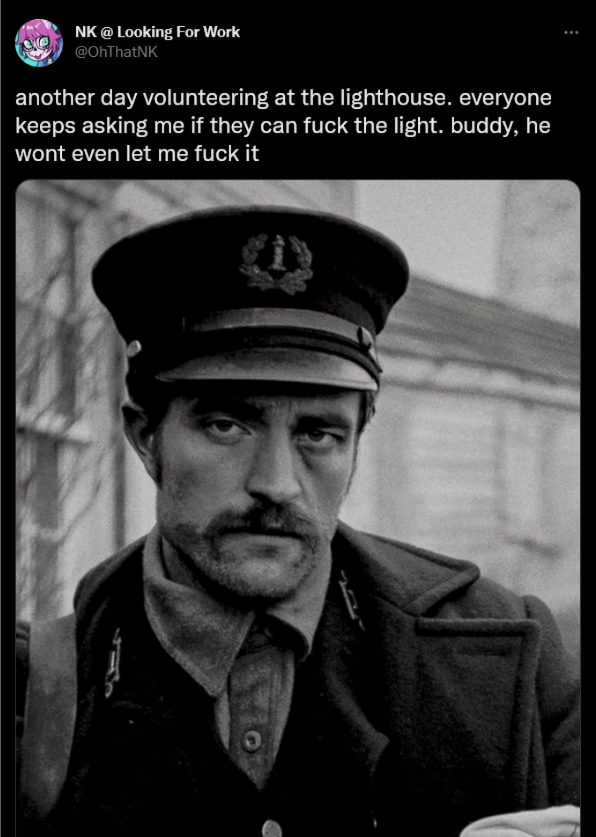 NK @ Looking For Work
@OhThatNK
another day volunteering at the lighthouse. everyone
keeps asking me if they can fuck the light. buddy, he
wont even let me fuck it